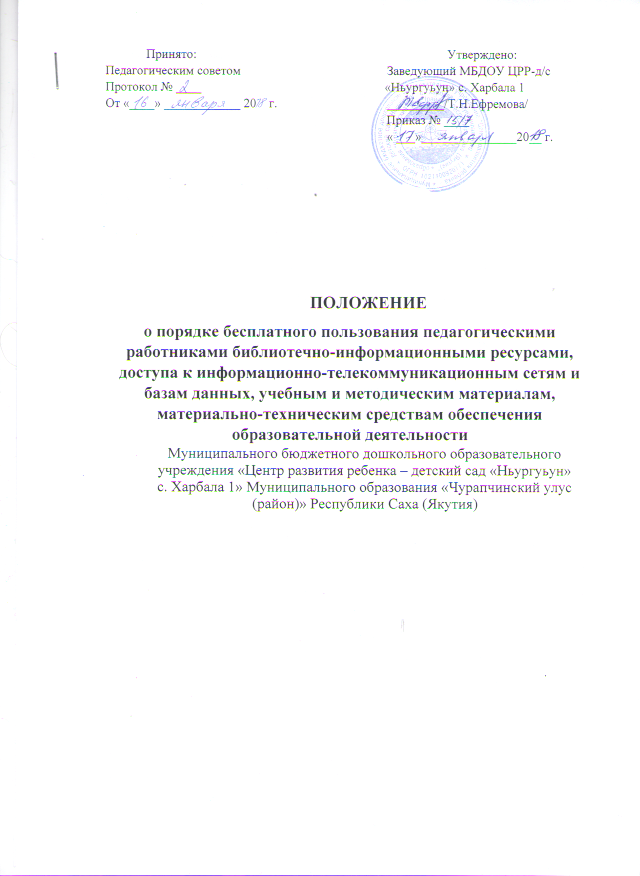 Принято:
Педагогическим советом
Протокол № 2
От «16» января 2018 г.
Утверждено:
Заведующий МБДОУ ЦРР-д/с
«Ньургуьун» с. Харбала 1
/Т.Н.Ефремова/
Приказ № 15/7
«17» января 2018 г.
ПОЛОЖЕНИЕ
о порядке бесплатного пользования педагогическими
работниками библиотечно-информационными ресурсами,
доступа к информационно-телекоммуникационным сетям и
базам данных, учебным и методическим материалам,
материально-техническим средствам обеспечения
образовательной деятельности
Муниципального бюджетного дошкольного образовательного
учреждения «Центр развития ребенка – детский сад «Ньургуьун»
с. Харбала 1» Муниципального образования «Чурапчинский улус
(район)» Республики Саха (Якутия)